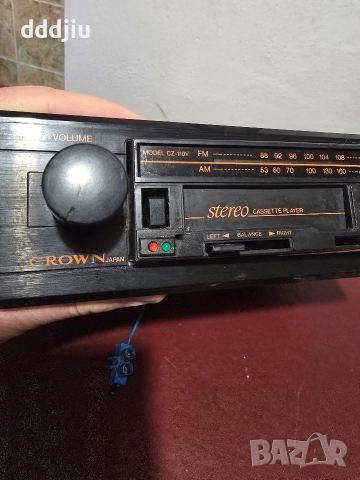 dddjiu
VOLUME
MODEL CZ-119V FM 88 92 96 100 104 108
AM 53 60 70 100 130 160
stereo CASSETTE PLAYER
LEFT ◄ BALANCE ► RIGHT
CROWN JAPAN
BAZAR